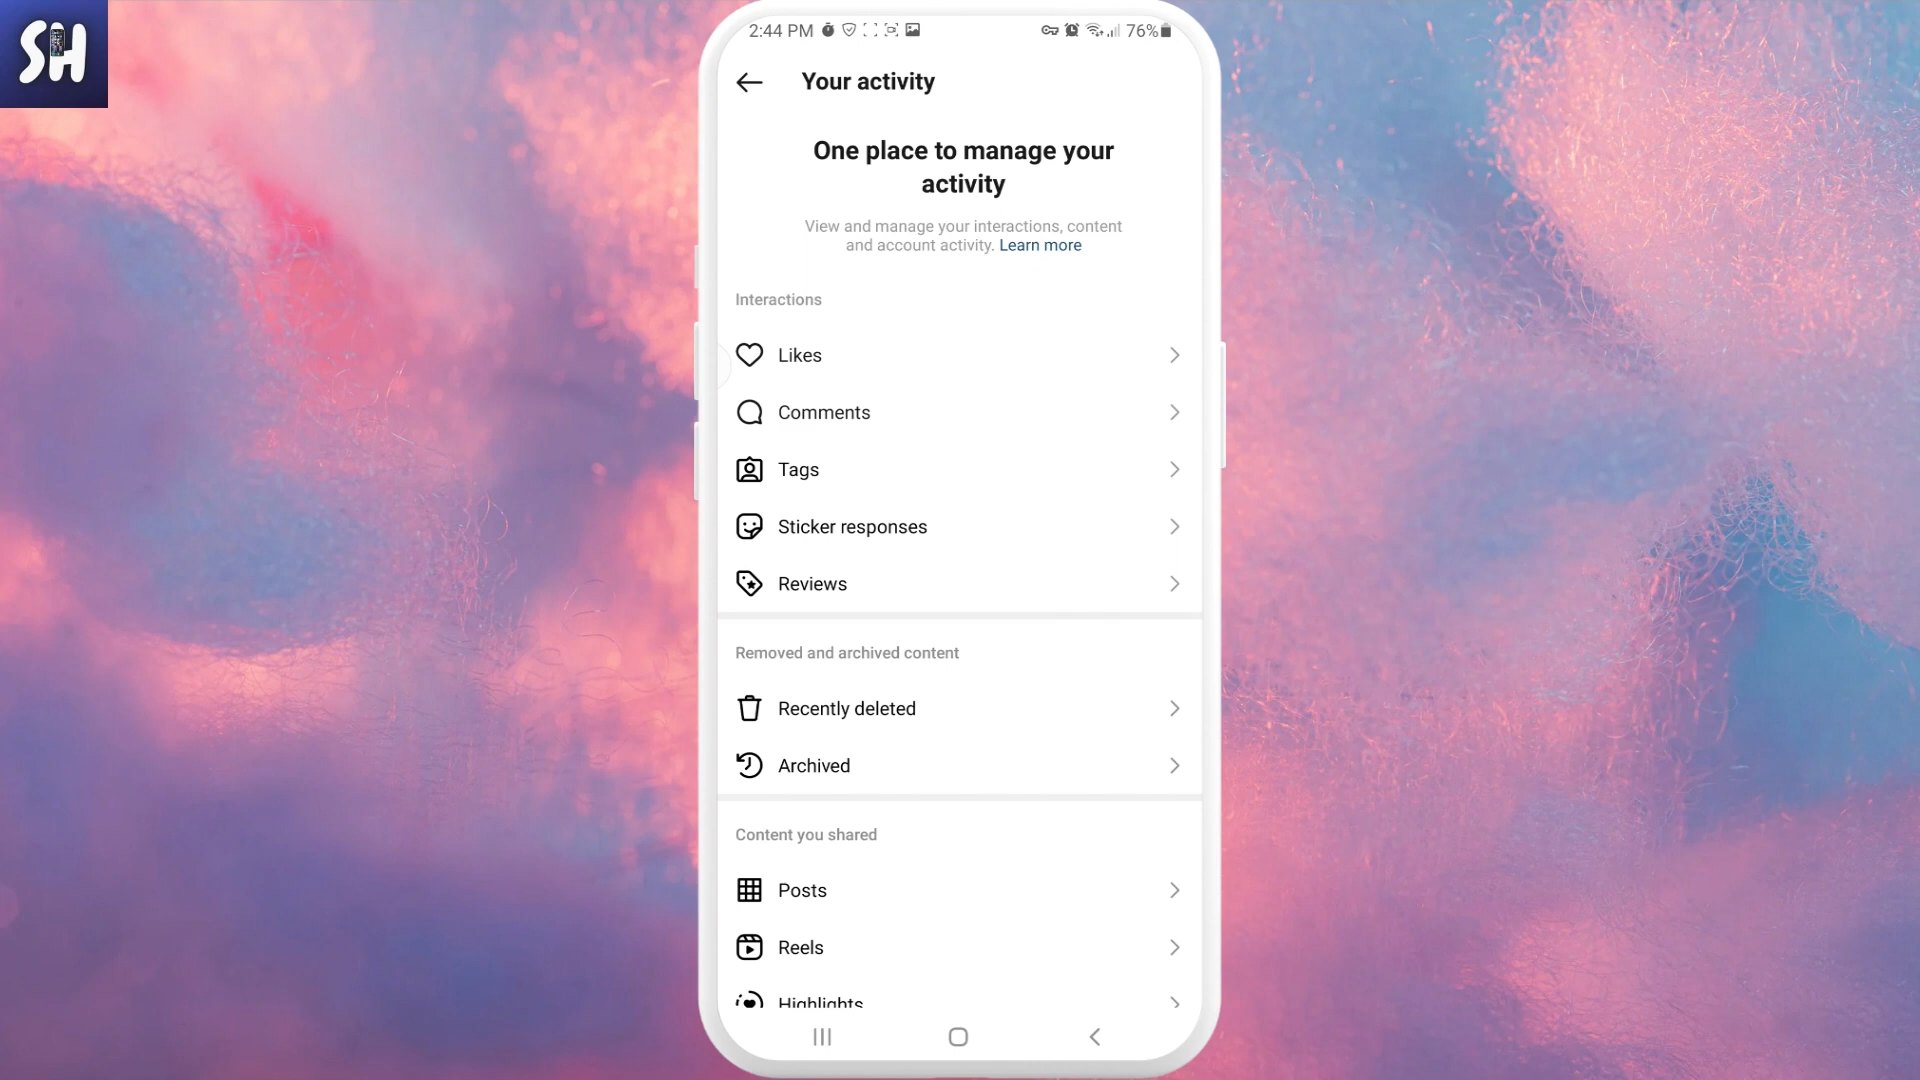 SH
2:44 PM
76%
Your activity
One place to manage your
activity
View and manage your interactions, content
and account activity. Learn more
Interactions
Likes
Comments
Tags
Sticker responses
Reviews
Removed and archived content
Recently deleted
Archived
Content you shared
Posts
Reels
Highlights